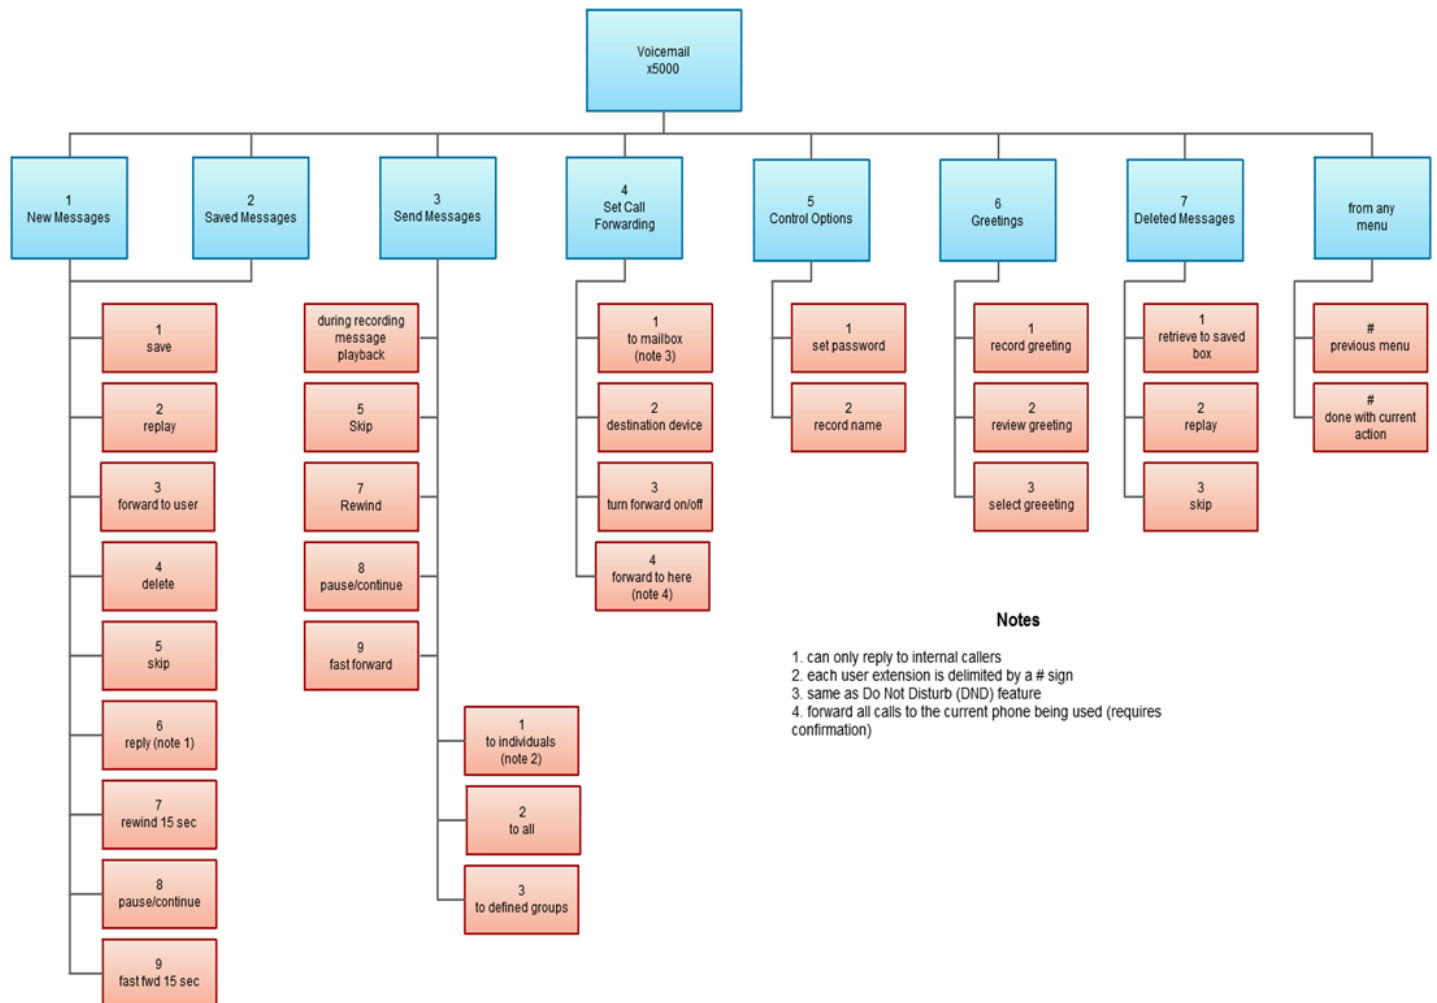 Voicemail
x5000
1
New Messages
2
Saved Messages
3
Send Messages
4
Set Call
Forwarding
5
Control Options
6
Greetings
7
Deleted Messages
from any
menu
1
save
2
replay
3
forward to user
4
delete
5
skip
6
reply (note 1)
7
rewind 15 sec
8
pause/continue
9
fast fwd 15 sec
during recording
message
playback
5
Skip
7
Rewind
8
pause/continue
9
fast forward
1
to individuals
(note 2)
2
to all
3
to defined groups
1
to mailbox
(note 3)
2
destination device
3
turn forward on/off
4
forward to here
(note 4)
1
set password
2
record name
1
record greeting
2
review greeting
3
select greeeting
1
retrieve to saved
box
2
replay
3
skip
#
previous menu
#
done with current
action
Notes
1. can only reply to internal callers
2. each user extension is delimited by a # sign
3. same as Do Not Disturb (DND) feature
4. forward all calls to the current phone being used (requires
confirmation)